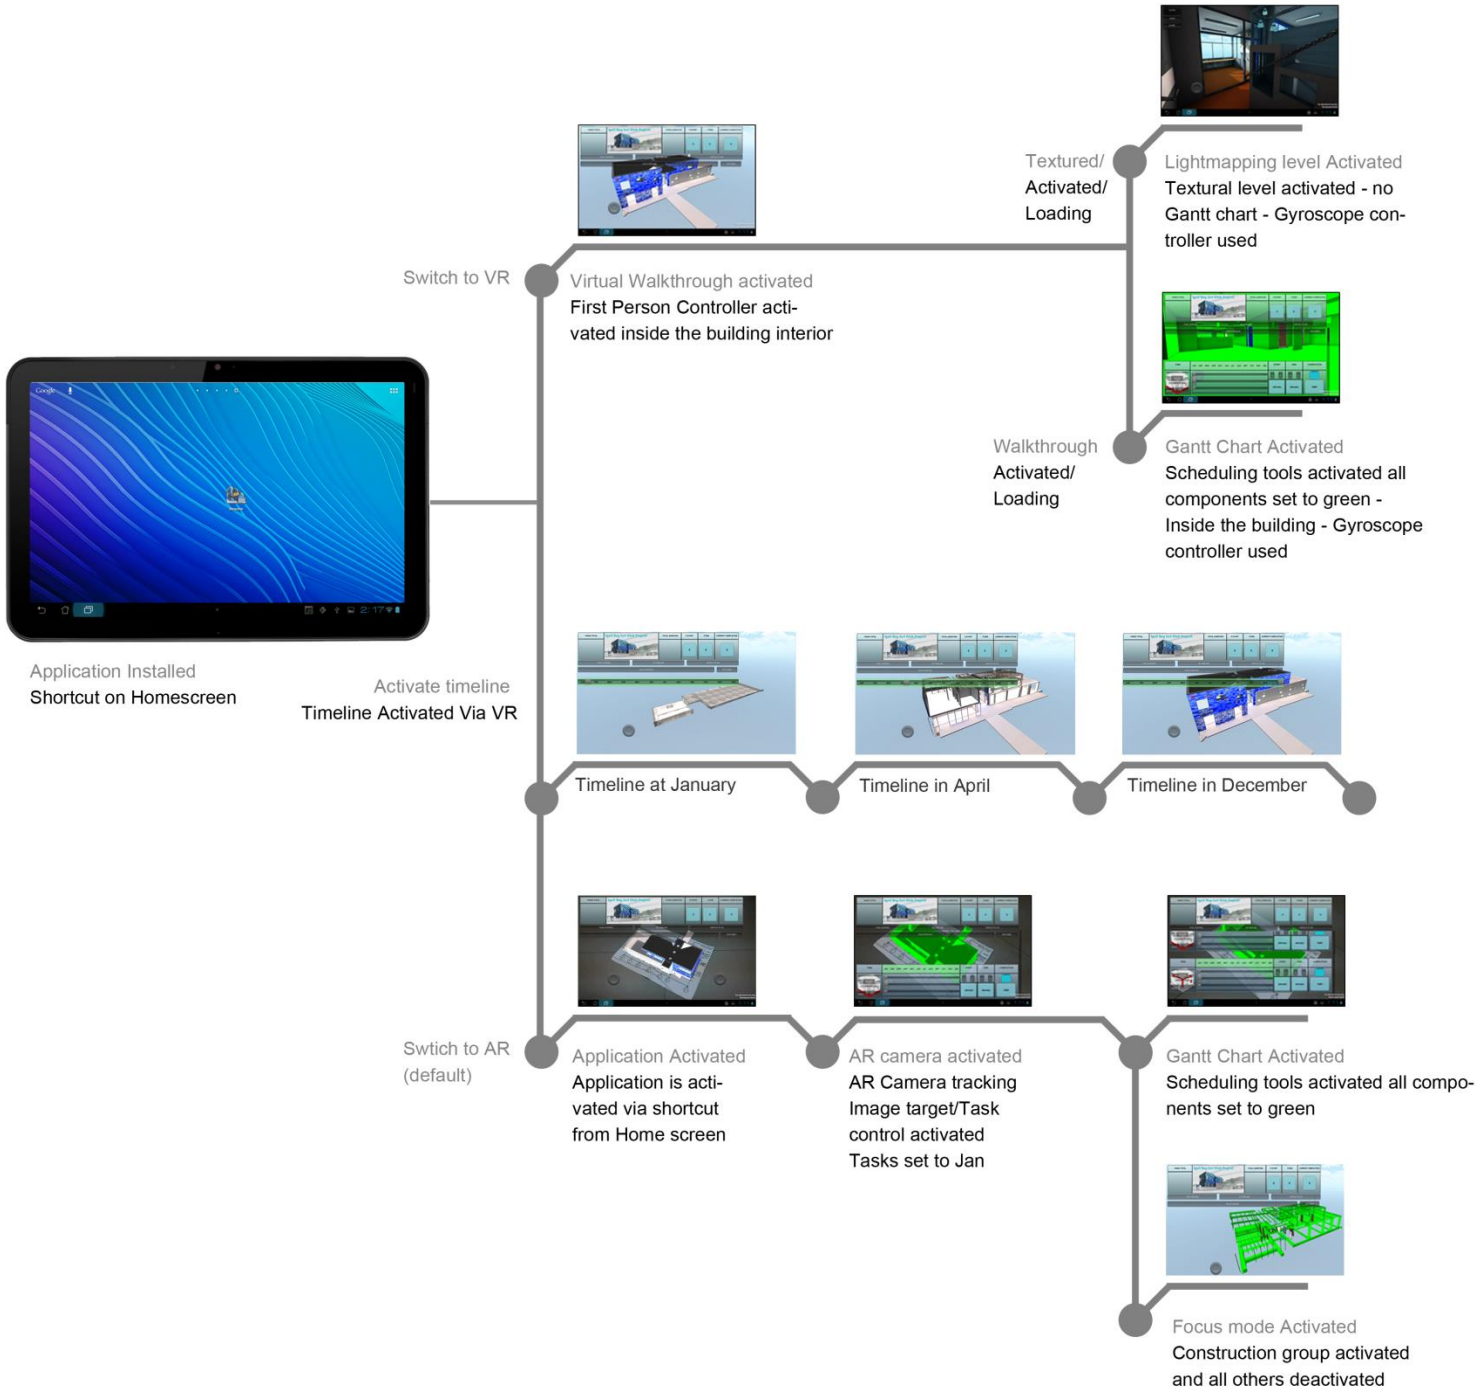 Textured/
Activated/
Loading
Lightmapping level Activated
Textural level activated - no
Gantt chart - Gyroscope con-
troller used
Switch to VR
Virtual Walkthrough activated
First Person Controller acti-
vated inside the building interior
Google
2:17
Walkthrough
Activated/
Loading
Gantt Chart Activated
Scheduling tools activated all
components set to green -
Inside the building - Gyroscope
controller used
Application Installed
Shortcut on Homescreen
Activate timeline
Timeline Activated Via VR
Timeline at January
Timeline in April
Timeline in December
Swtich to AR
(default)
Application Activated
Application is acti-
vated via shortcut
from Home screen
AR camera activated
AR Camera tracking
Image target/Task
control activated
Tasks set to Jan
Gantt Chart Activated
Scheduling tools activated all compo-
nents set to green
Focus mode Activated
Construction group activated
and all others deactivated